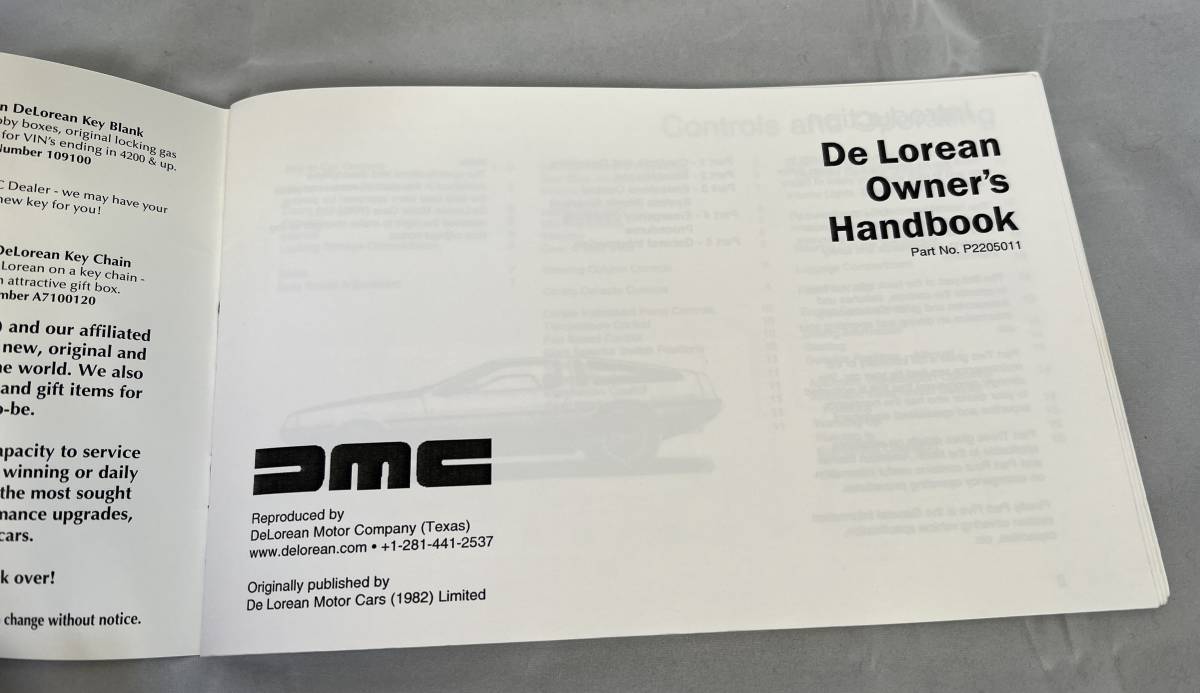 n DeLorean Key Blank
by boxes, original locking gas
for VIN's ending in 4200 & up.
umber 109100
C Dealer - we may have your
new key for you!
DeLorean Key Chain
Lorean on a key chain -
attractive gift box.
mber A7100120
) and our affiliated
new, original and
e world. We also
and gift items for
o-be.
apacity to service
winning or daily
the most sought
mance upgrades,
cars.
k over!
change without notice.
De Lorean
Owner's
Handbook
Part No. P2205011
DMC
Reproduced by
DeLorean Motor Company (Texas)
www.delorean.com • +1-281-441-2537
Originally published by
De Lorean Motor Cars (1982) Limited